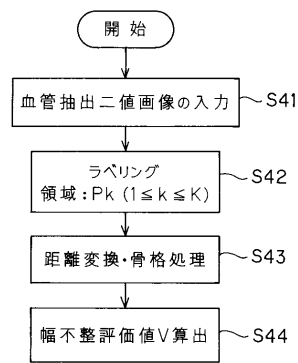 開始
血管抽出二値画像の入力
S41
ラベリング
領域：Pk (1≦k≦K)
S42
距離変換・骨格処理
S43
幅不整評価値V算出
S44